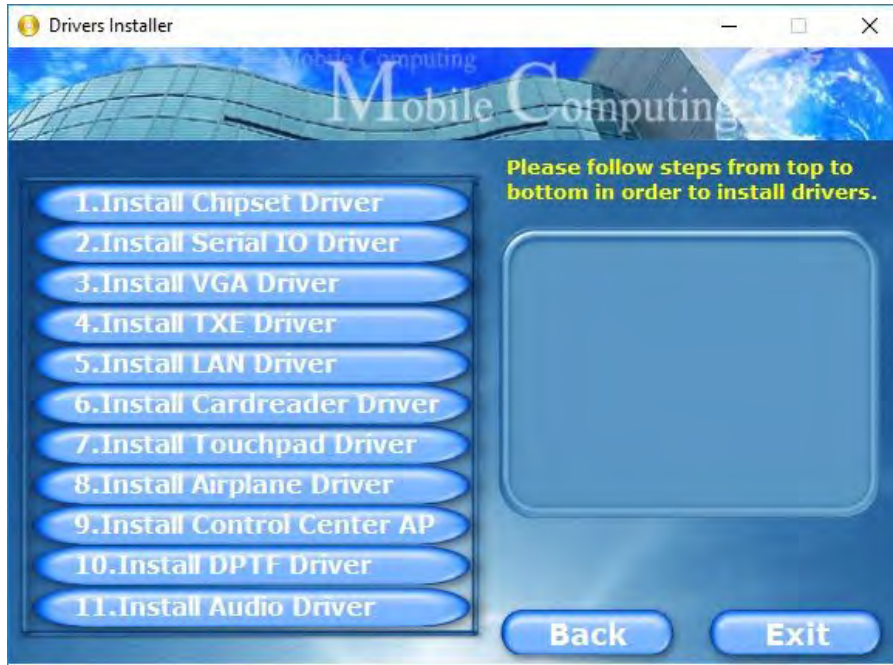 Drivers Installer
Mobile Computing
Mobile Computing
Please follow steps from top to
bottom in order to install drivers.
1.Install Chipset Driver
2.Install Serial IO Driver
3.Install VGA Driver
4.Install TXE Driver
5.Install LAN Driver
6.Install Cardreader Driver
7.Install Touchpad Driver
8.Install Airplane Driver
9.Install Control Center AP
10.Install DPTF Driver
11.Install Audio Driver
Back
Exit